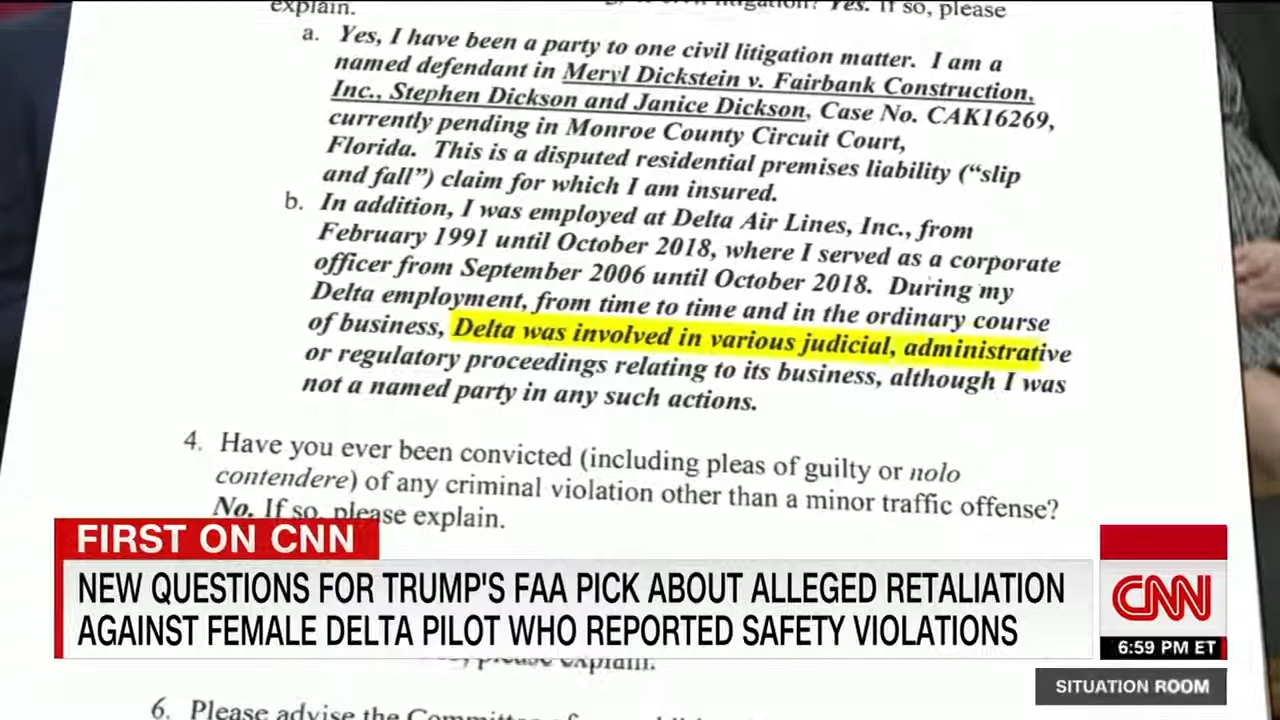 explain.
litigation? Yes. If so, please
a. Yes, I have been a party to one civil litigation matter. I am a
named defendant in Meryl Dickstein v. Fairbank Construction,
Inc., Stephen Dickson and Janice Dickson, Case No. CAK16269,
currently pending in Monroe County Circuit Court,
Florida. This is a disputed residential premises liability (“slip
and fall”) claim for which I am insured.
b. In addition, I was employed at Delta Air Lines, Inc., from
February 1991 until October 2018, where I served as a corporate
officer from September 2006 until October 2018. During my
Delta employment, from time to time and in the ordinary course
of business, Delta was involved in various judicial, administrative
or regulatory proceedings relating to its business, although I was
not a named party in any such actions.
4. Have you ever been convicted (including pleas of guilty or nolo
contendere) of any criminal violation other than a minor traffic offense?
No. If so, please explain.
FIRST ON CNN
NEW QUESTIONS FOR TRUMP'S FAA PICK ABOUT ALLEGED RETALIATION
AGAINST FEMALE DELTA PILOT WHO REPORTED SAFETY VIOLATIONS
CNN
6:59 PM ET
SITUATION ROOM
please explain.
6. Please advise the Committee of